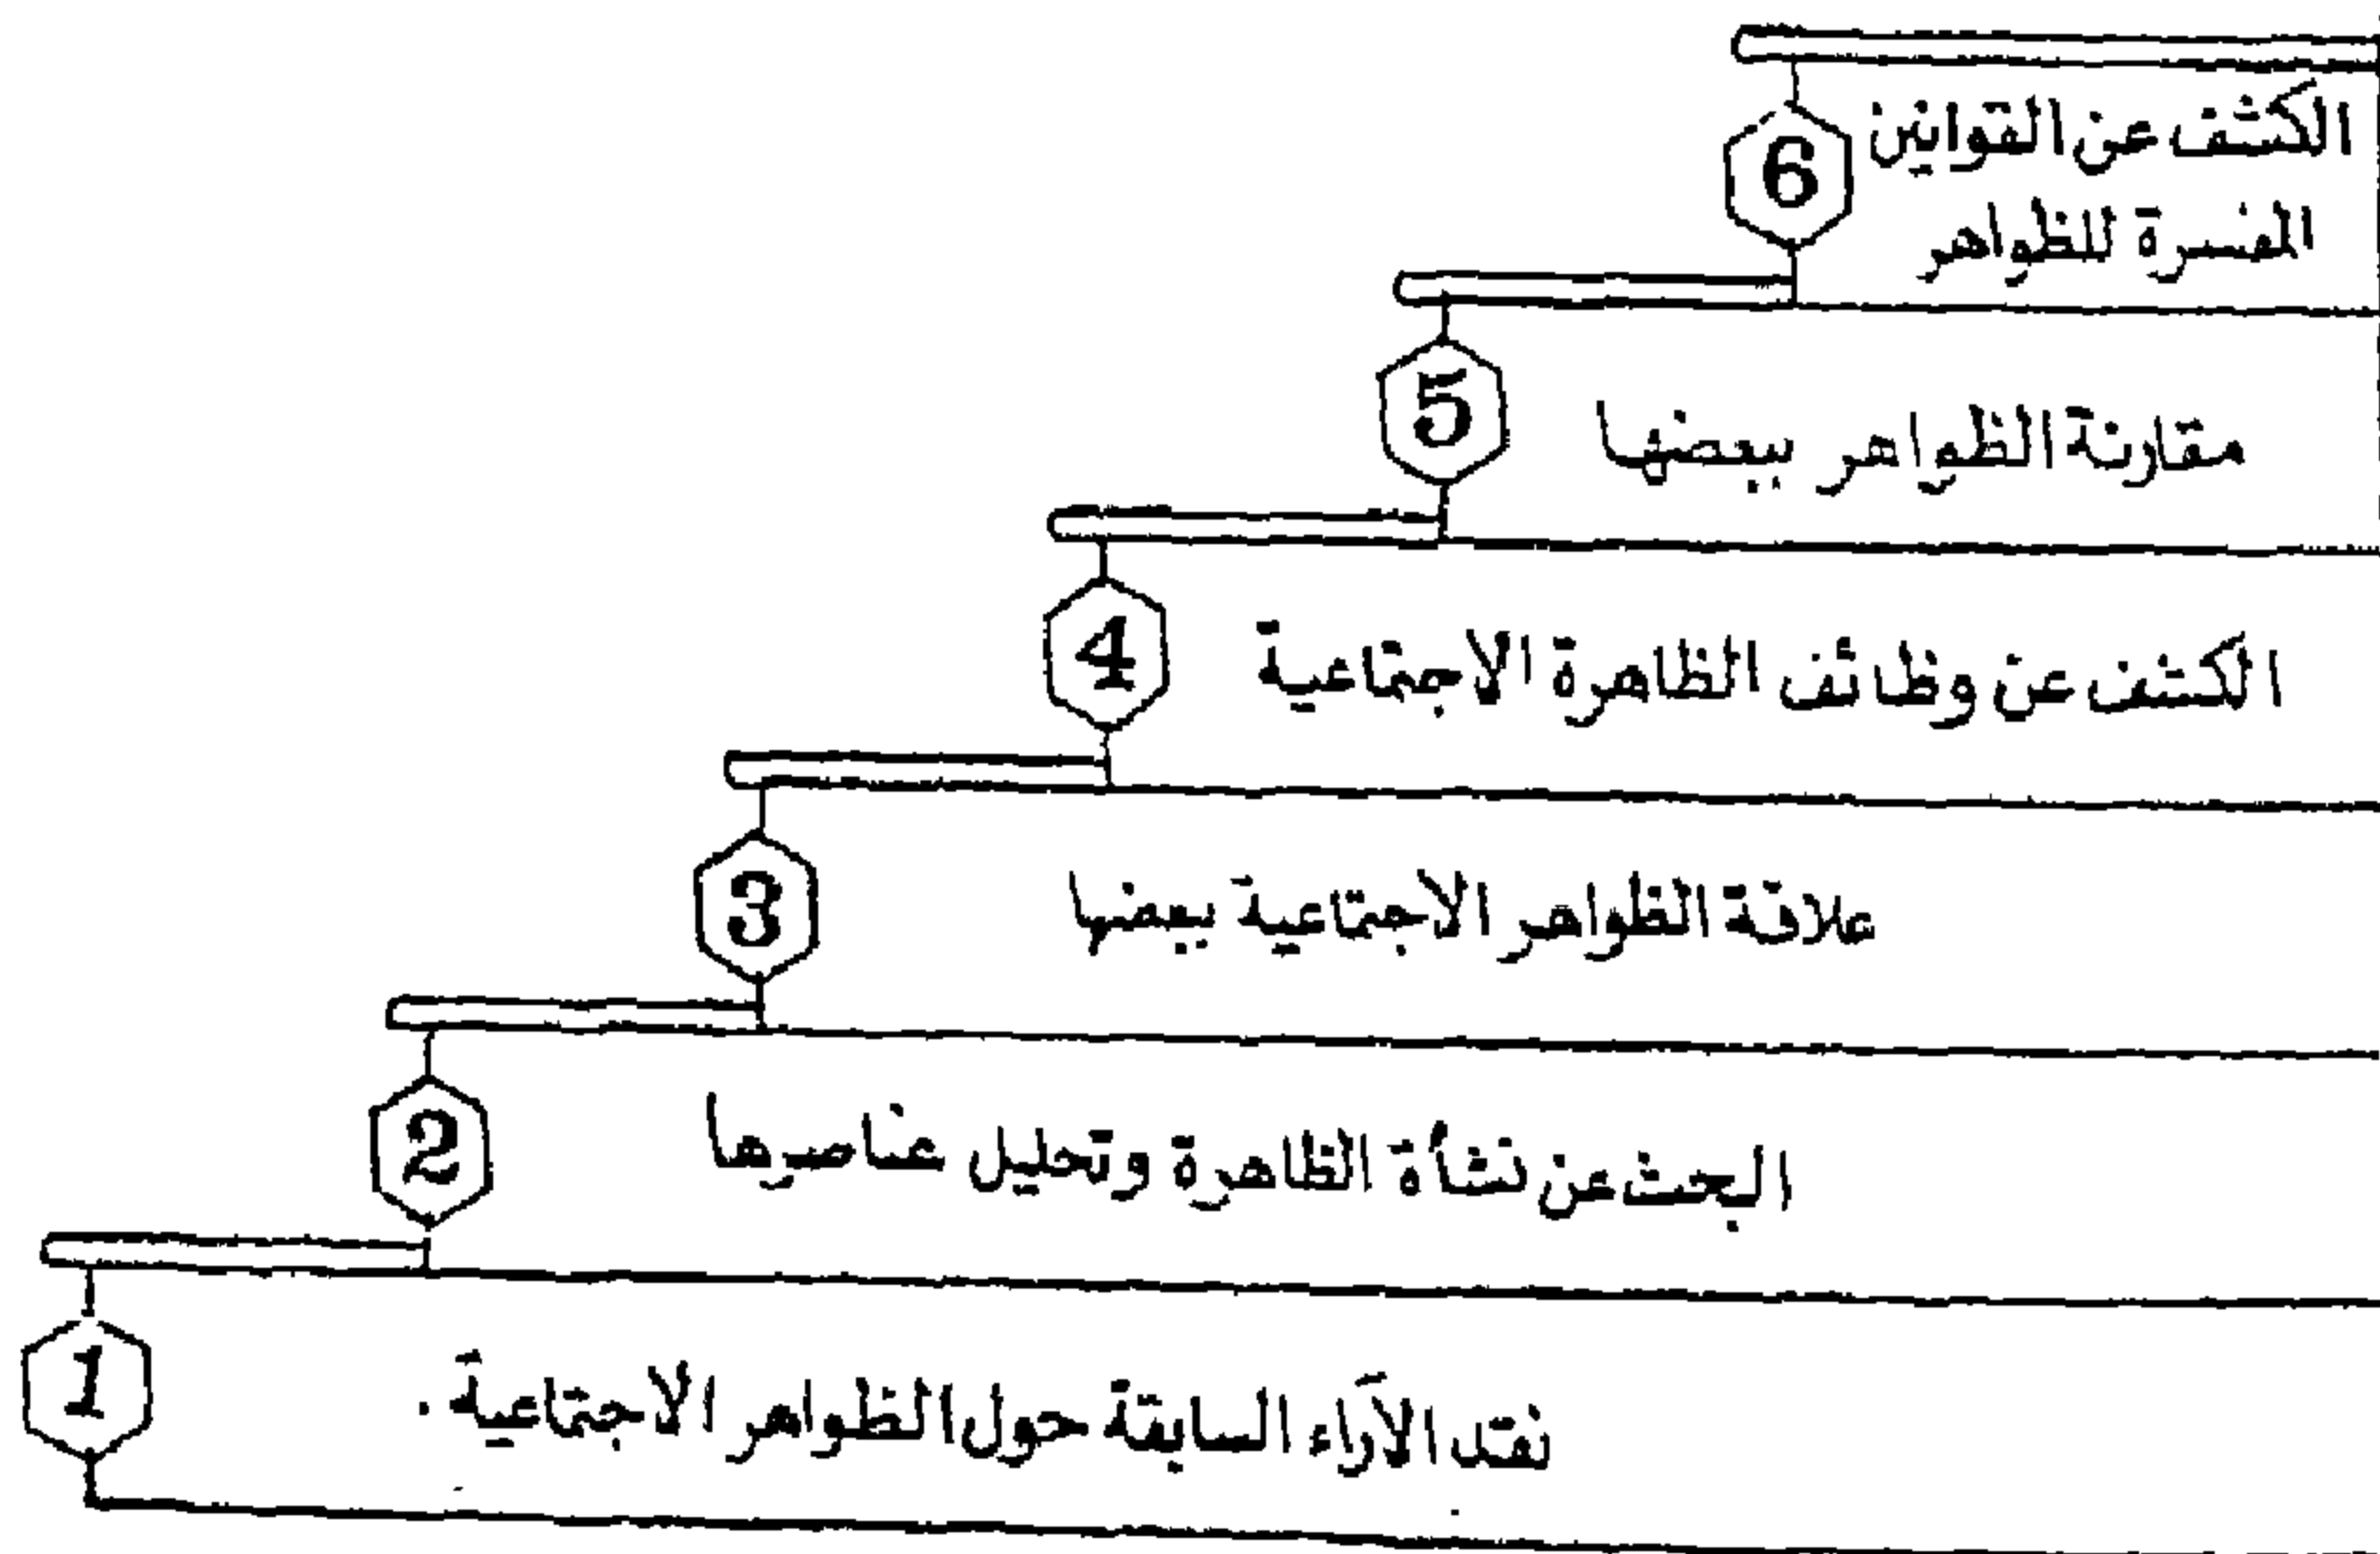 الكشف عن القوانين
6
المفسرة للظواهر
5
مقارنة الظواهر ببعضها
4
الكشف عن وظائف الظاهرة الاجتماعية
3
علاقة الظواهر الاجتماعية ببعضها
2
البحث عن نشأة الظاهرة وتحليل عناصرها
1
نقد الآراء السابقة حول الظواهر الاجتماعية .